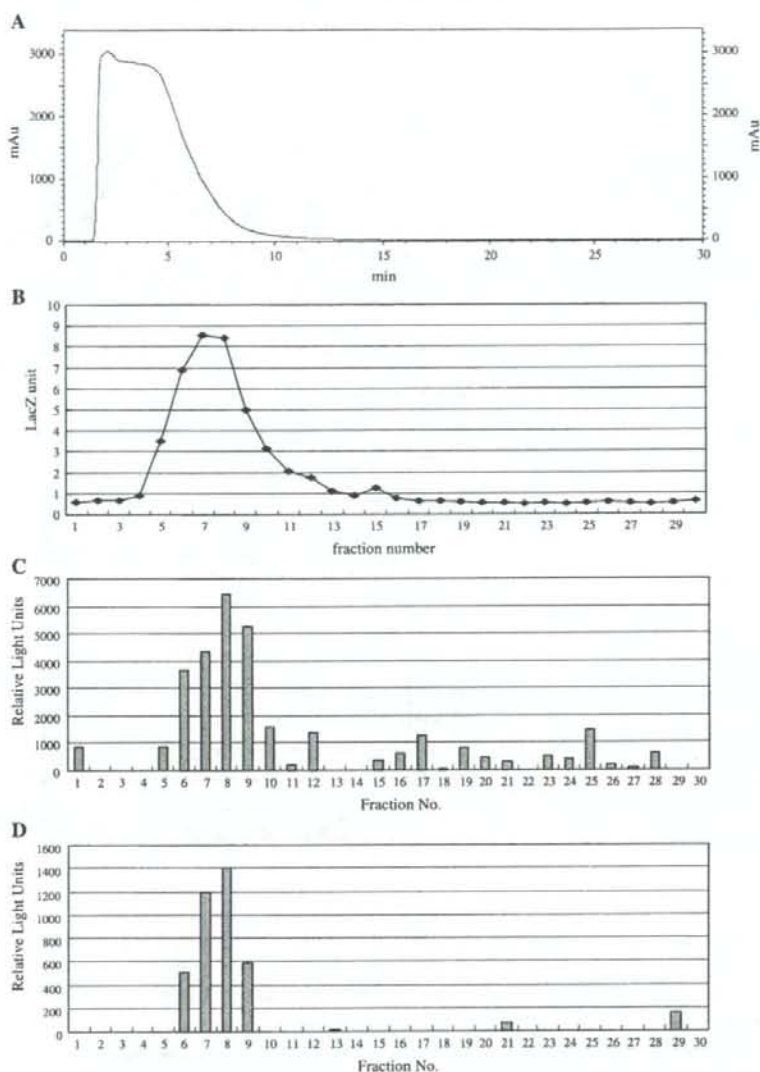 A
3000
2000
1000
0
mAu
3000
2000
1000
0
mAu
0 5 10 15 20 25 30
min
B
10
9
8
7
6
5
4
3
2
1
0
LacZ unit
1 3 5 7 9 11 13 15 17 19 21 23 25 27 29
fraction number
C
7000
6000
5000
4000
3000
2000
1000
0
Relative Light Units
1 2 3 4 5 6 7 8 9 10 11 12 13 14 15 16 17 18 19 20 21 22 23 24 25 26 27 28 29 30
Fraction No.
D
1600
1400
1200
1000
800
600
400
200
0
Relative Light Units
1 2 3 4 5 6 7 8 9 10 11 12 13 14 15 16 17 18 19 20 21 22 23 24 25 26 27 28 29 30
Fraction No.